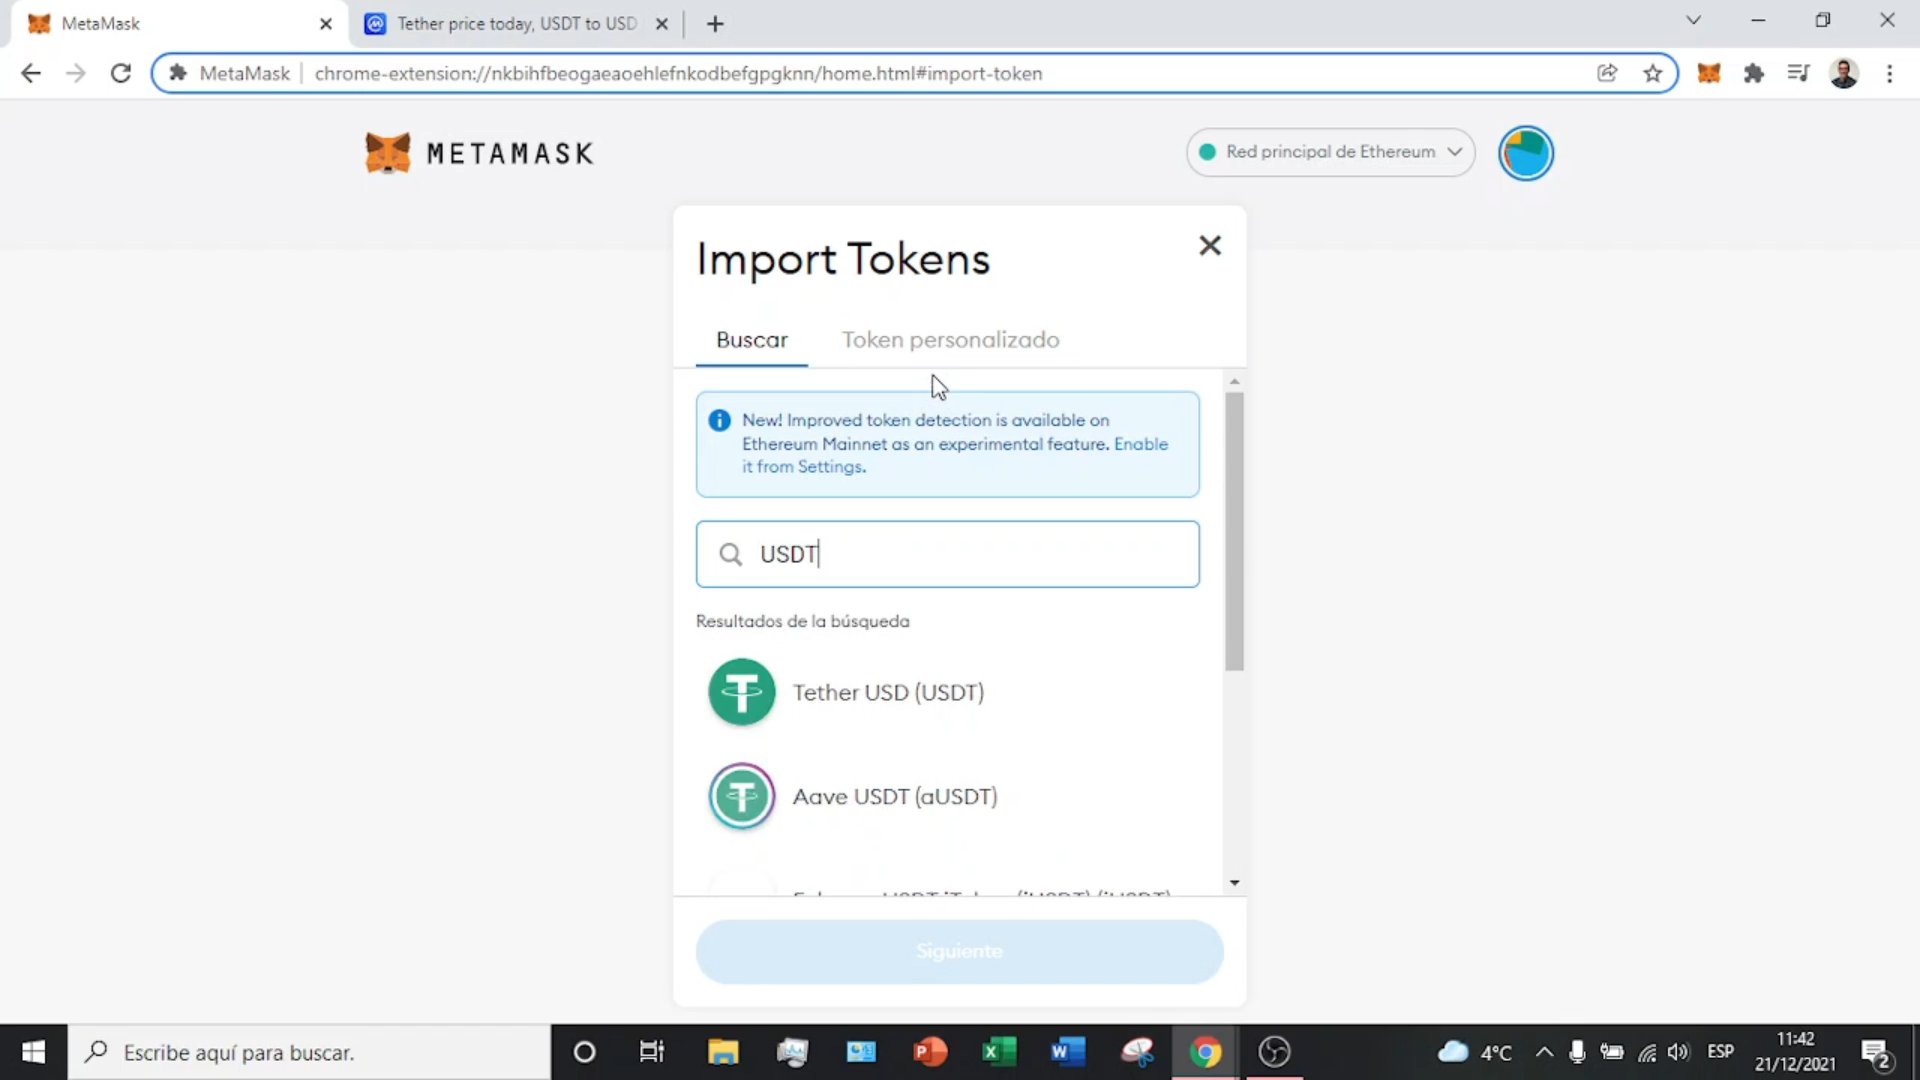 MetaMask
Tether price today, USDT to USD
MetaMask
chrome-extension://nkbihfbeogaeaoehlefnkodbefgpgknn/home.html#import-token
METAMASK
Red principal de Ethereum
Import Tokens
Buscar
Token personalizado
New! Improved token detection is available on
Ethereum Mainnet as an experimental feature. Enable
it from Settings.
USDT
Resultados de la búsqueda
Tether USD (USDT)
Aave USDT (aUSDT)
Siguiente
Escribe aquí para buscar.
4°C
ESP
11:42
21/12/2021
2